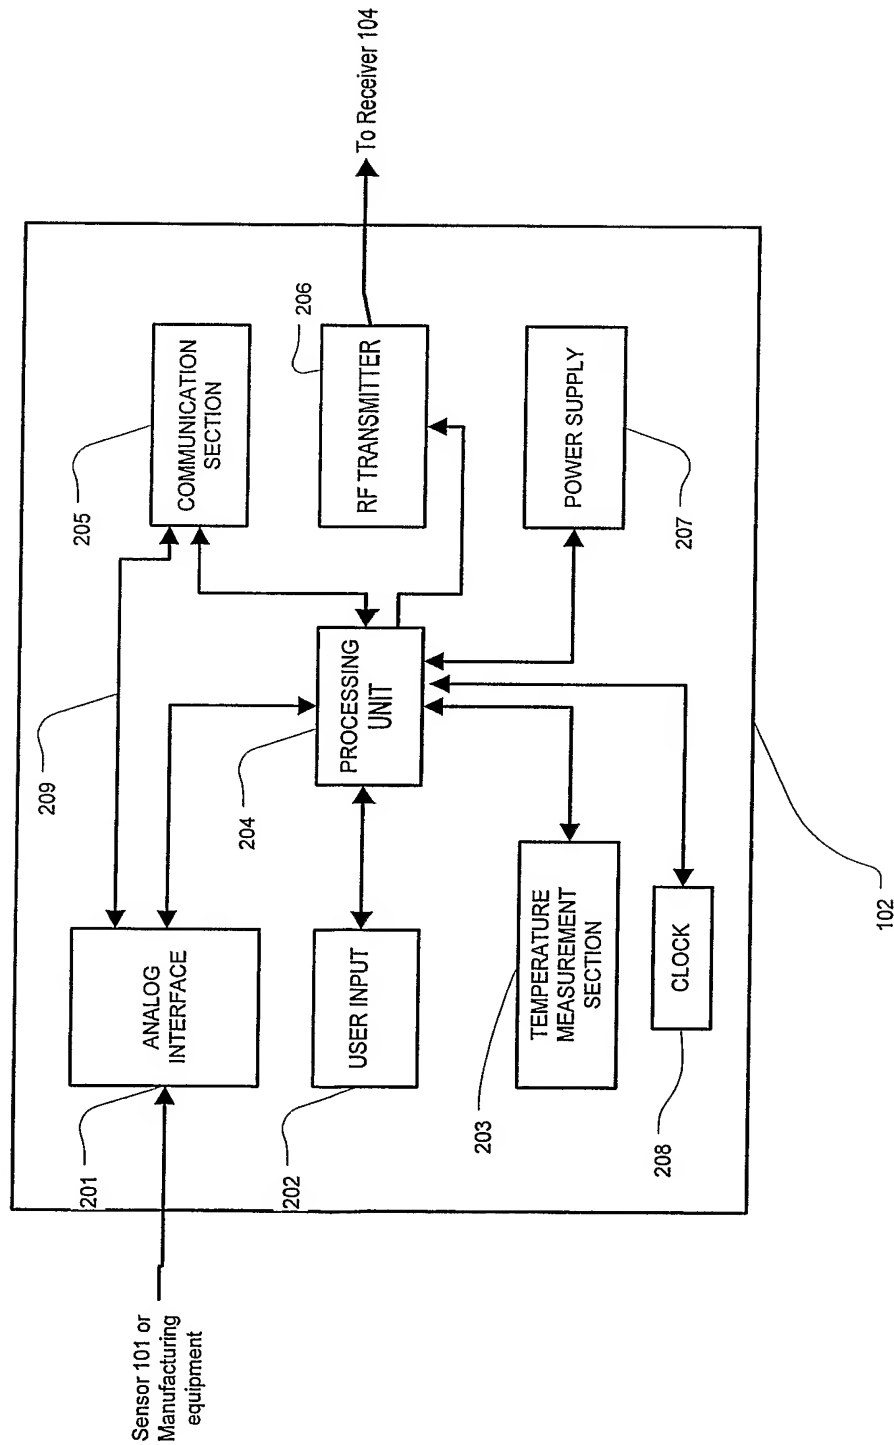 Sensor 101 or
Manufacturing
equipment
201
ANALOG
INTERFACE
209
205
COMMUNICATION
SECTION
202
USER INPUT
204
PROCESSING
UNIT
206
RF TRANSMITTER
To Receiver 104
203
TEMPERATURE
MEASUREMENT
SECTION
207
POWER SUPPLY
208
CLOCK
102